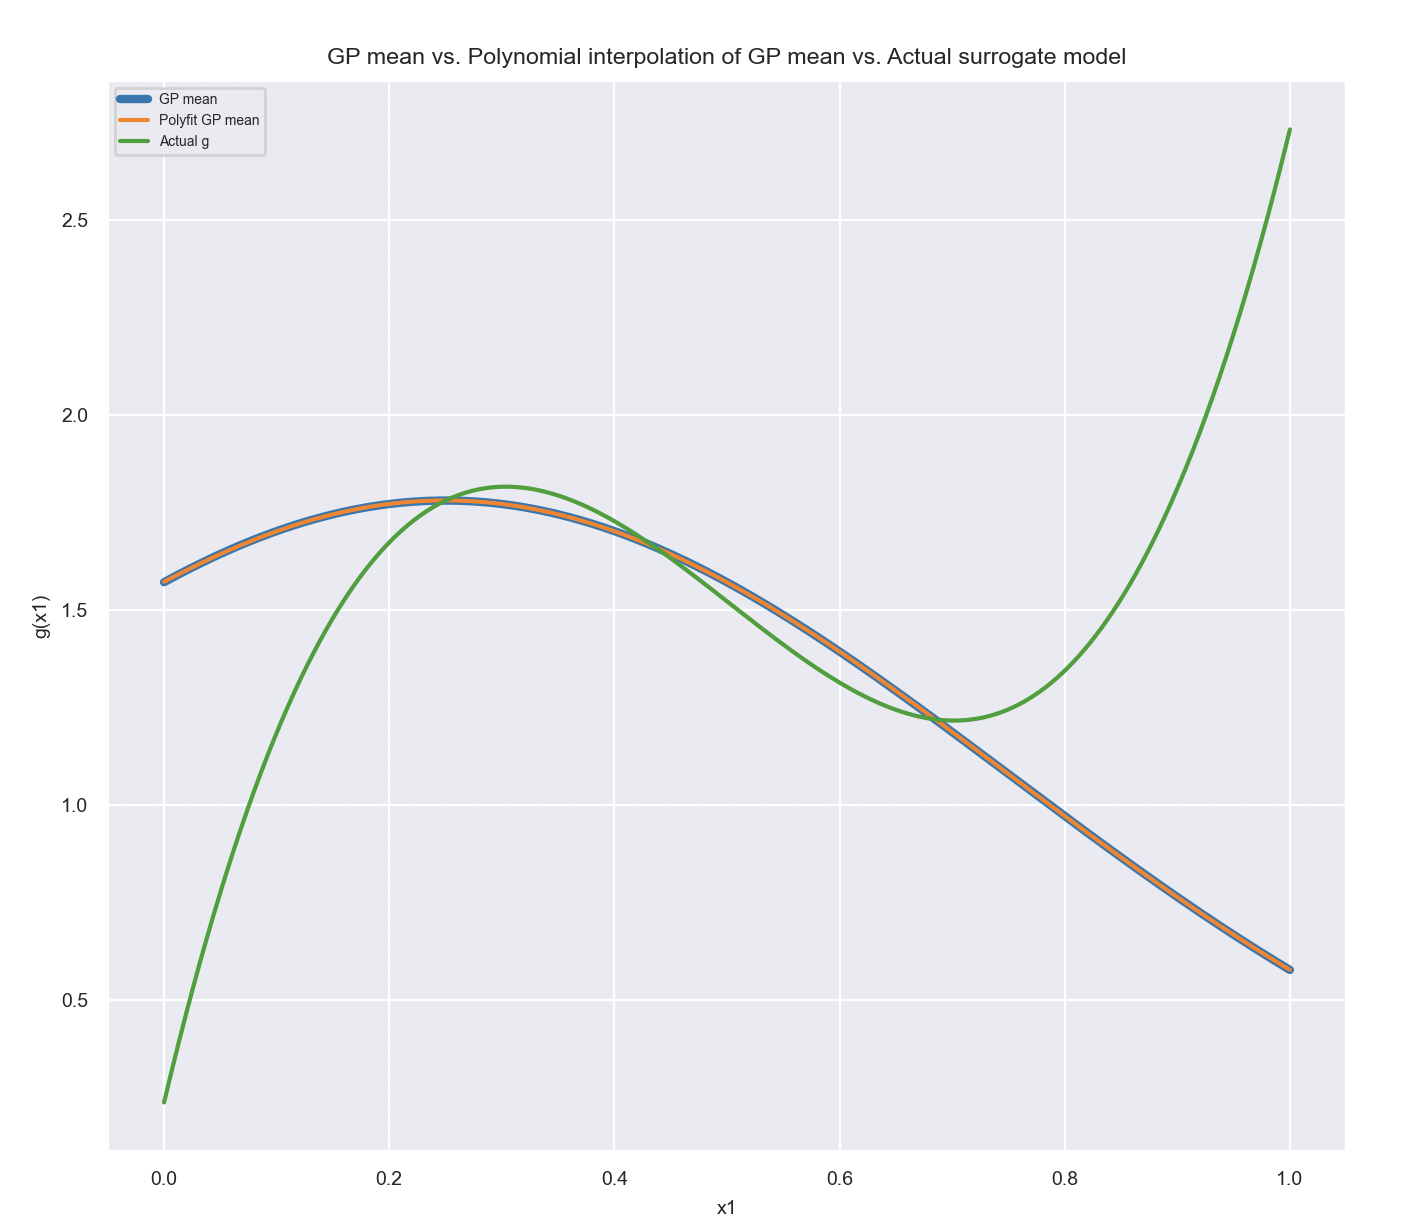 GP mean vs. Polynomial interpolation of GP mean vs. Actual surrogate model
GP mean
Polyfit GP mean
Actual g
2.5
2.0
1.5
1.0
0.5
g(x1)
0.0 0.2 0.4 0.6 0.8 1.0
x1